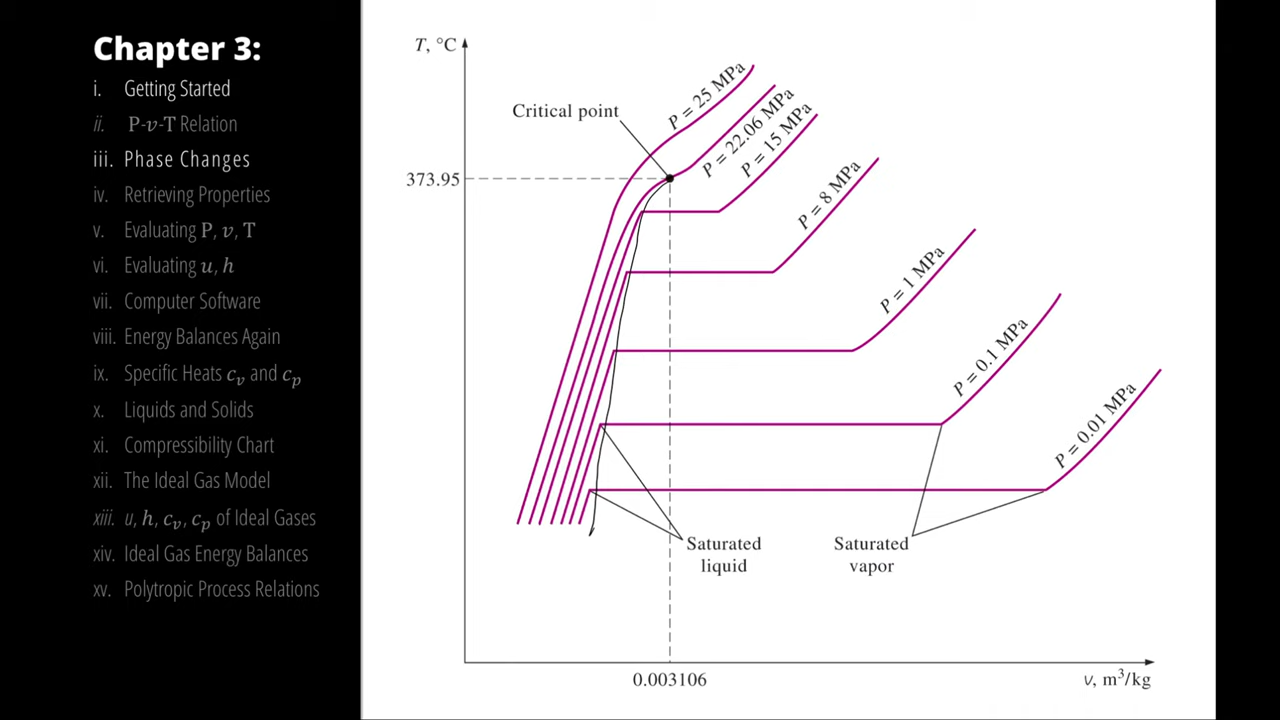 Chapter 3:
i. Getting Started
ii. P-v-T Relation
iii. Phase Changes
iv. Retrieving Properties
v. Evaluating P, v, T
vi. Evaluating u, h
vii. Computer Software
viii. Energy Balances Again
ix. Specific Heats cᵥ and cₚ
x. Liquids and Solids
xi. Compressibility Chart
xii. The Ideal Gas Model
xiii. u, h, cᵥ, cₚ of Ideal Gases
xiv. Ideal Gas Energy Balances
xv. Polytropic Process Relations
T, °C
Critical point
373.95
P = 25 MPa
P = 22.06 MPa
P = 15 MPa
P = 8 MPa
P = 1 MPa
P = 0.1 MPa
P = 0.01 MPa
Saturated
liquid
Saturated
vapor
0.003106
v, m³/kg